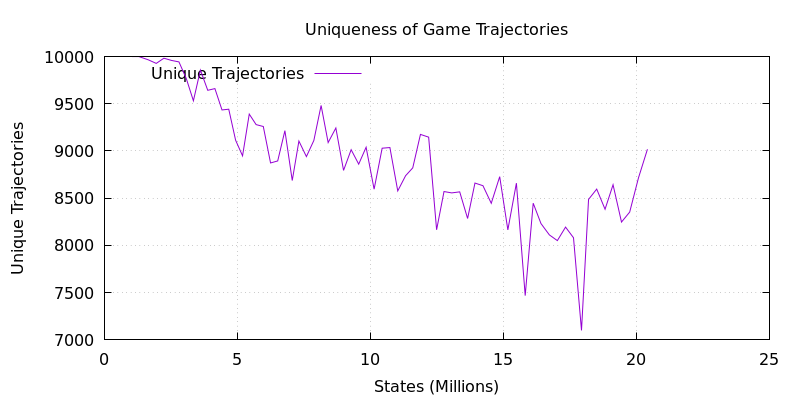 Uniqueness of Game Trajectories
Unique Trajectories
10000
9500
9000
8500
8000
7500
7000
0 5 10 15 20 25
Unique Trajectories
States (Millions)